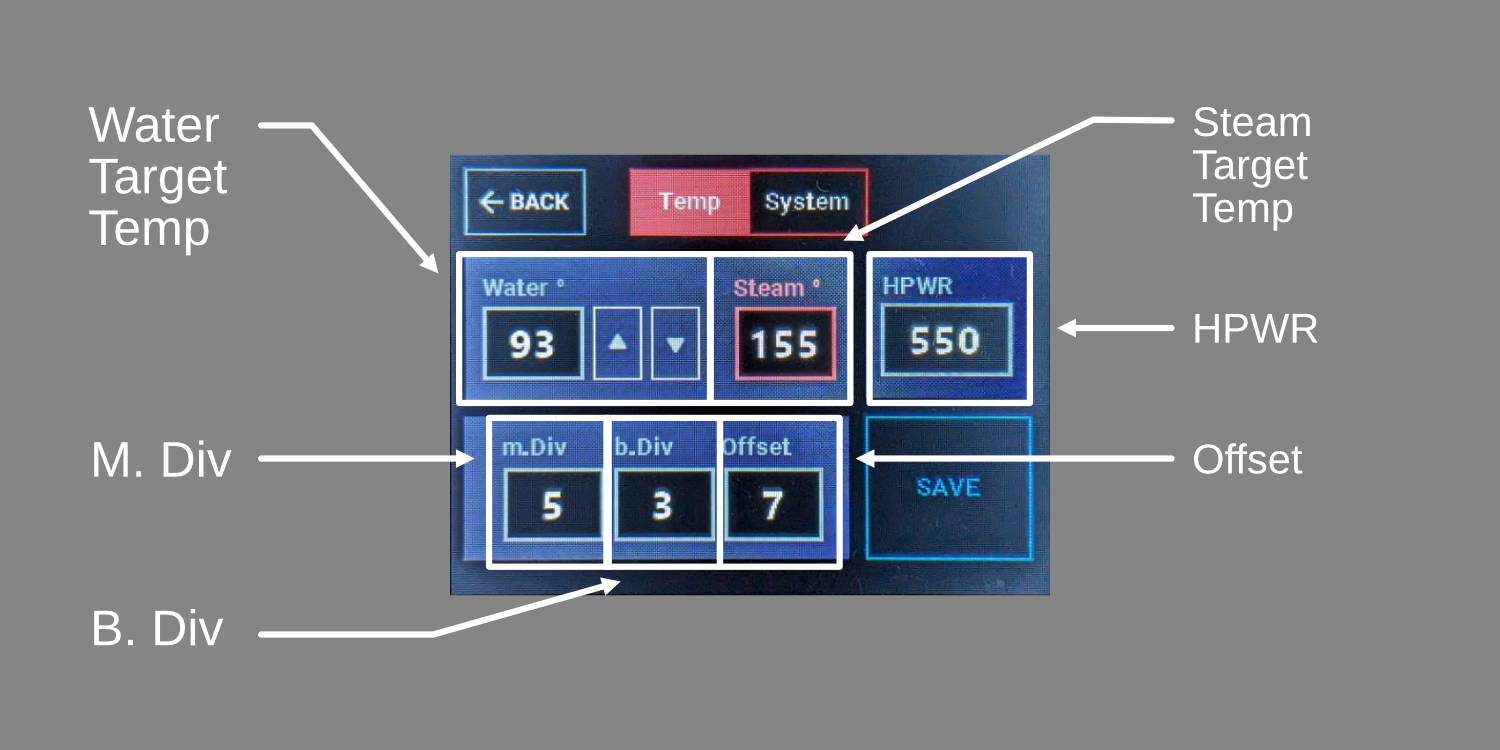 Water
Target
Temp
Steam
Target
Temp
← BACK
Temp
System
Water °
Steam °
HPWR
93
▲
▼
155
550
HPWR
M. Div
m.Div
b.Div
Offset
Offset
5
3
7
SAVE
B. Div